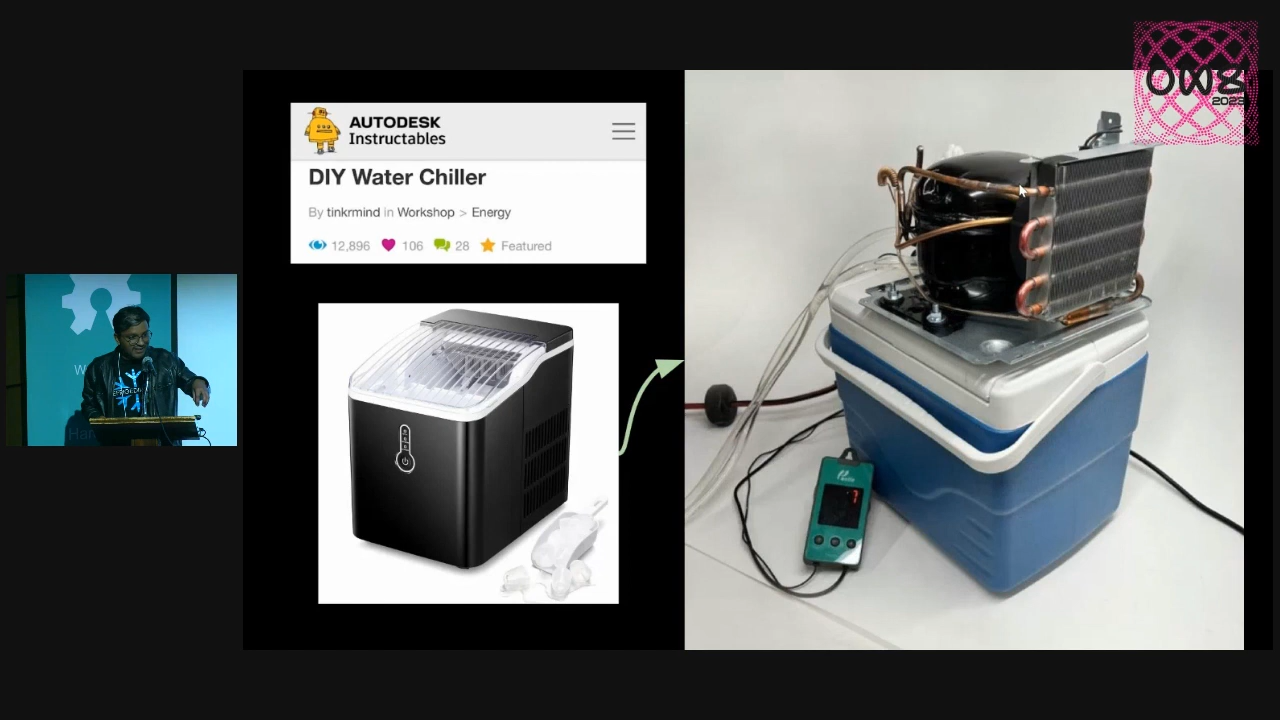 OWS
2023
AUTODESK
Instructables
DIY Water Chiller
By tinkrmind in Workshop > Energy
12,896 106 28 Featured